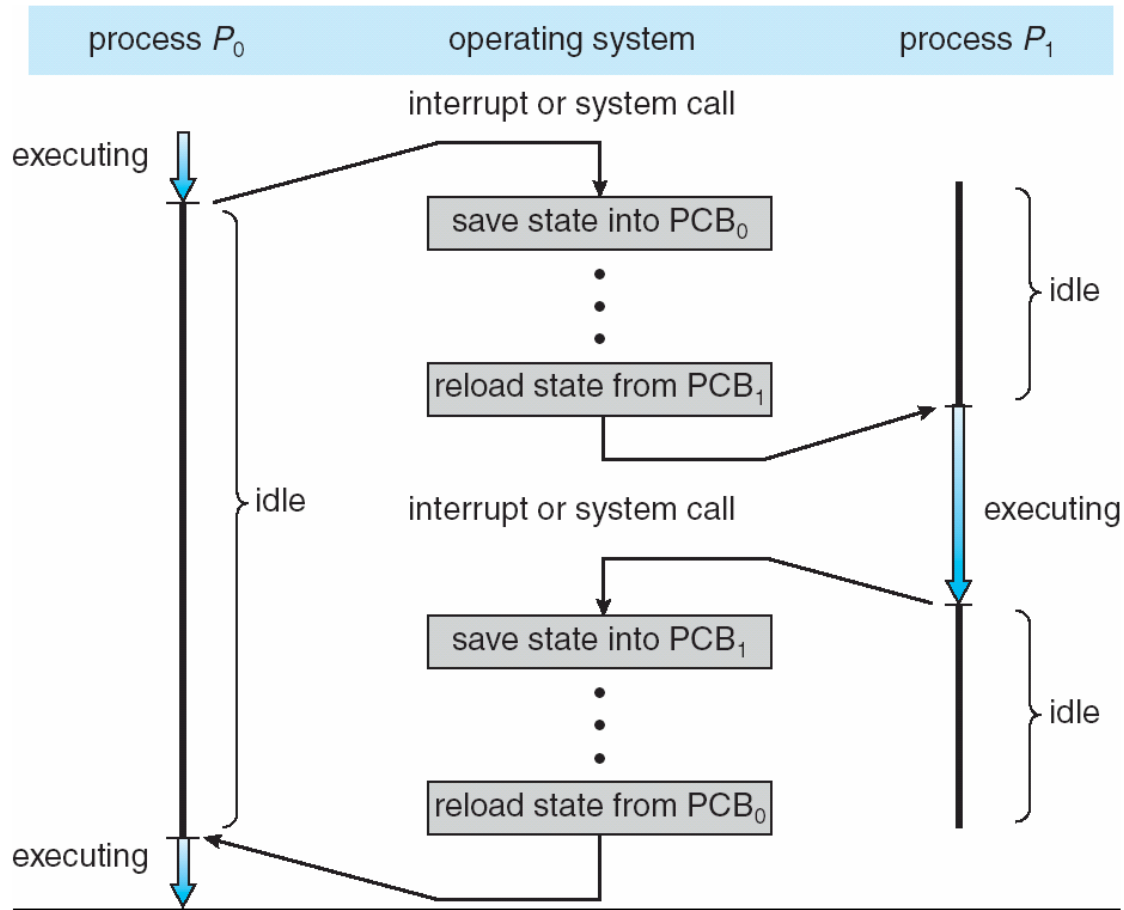 process P₀ operating system process P₁
interrupt or system call
executing
save state into PCB₀
idle
reload state from PCB₁
idle
interrupt or system call
executing
save state into PCB₁
idle
reload state from PCB₀
executing